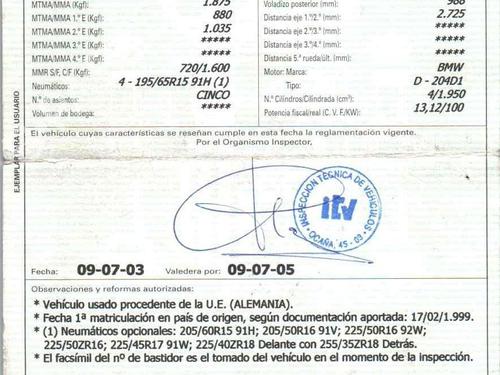 MTMA/MMA (Kgf): 1.875 Voladizo posterior (mm): 968
MTMA/MMA 1.º E (Kgf): 880 Distancia eje 1.º/2.º (mm): 2.725
MTMA/MMA 2.º E (Kgf): 1.035 Distancia eje 2.º/3.º (mm): *****
MTMA/MMA 3.º E (Kgf): ***** Distancia eje 3.º/4.º (mm): *****
MTMA/MMA 4.º E (Kgf): ***** Distancia 5.ª rueda/últ. (mm): *****
MMR S/F, C/F (Kgf): 720/1.600 Motor: Marca: BMW
Neumáticos: 4 - 195/65R15 91H (1) Tipo: D - 204D1
N.º de asientos: CINCO N.º Cilindros/Cilindrada (cm³): 4/1.950
Volumen de bodega: ***** Potencia fiscal/real (C. V. F/KW): 13,12/100
EJEMPLAR PARA EL USUARIO
El vehículo cuyas características se reseñan cumple en esta fecha la reglamentación vigente.
Por el Organismo Inspector,
INSPECCIÓN TÉCNICA DE VEHÍCULOS
itv
OCAÑA, 45 - 03
Fecha: 09-07-03 Valedera por: 09-07-05
Observaciones y reformas autorizadas:
* Vehículo usado procedente de la U.E. (ALEMANIA).
* Fecha 1ª matriculación en país de origen, según documentación aportada: 17/02/1.999.
* (1) Neumáticos opcionales: 205/60R15 91H; 205/50R16 91V; 225/50R16 92W;
225/50ZR16; 225/45R17 91W; 225/40ZR18 Delante con 255/35ZR18 Detrás.
* El facsímil del nº de bastidor es el tomado del vehículo en el momento de la inspección.